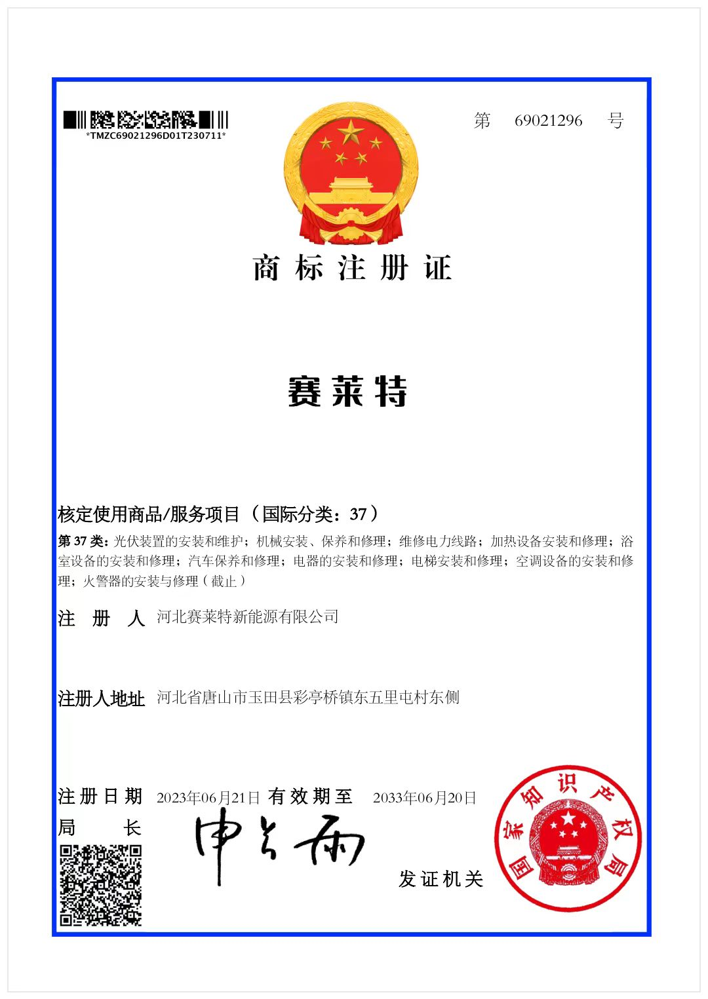 *TMZC69021296D01T230711*
第 69021296 号
商标注册证
赛莱特
核定使用商品/服务项目（国际分类：37）
第 37 类：光伏装置的安装和维护；机械安装、保养和修理；维修电力线路；加热设备安装和修理；浴
室设备的安装和修理；汽车保养和修理；电器的安装和修理；电梯安装和修理；空调设备的安装和修
理；火警器的安装与修理（截止）
注 册 人 河北赛莱特新能源有限公司
注册人地址 河北省唐山市玉田县彩亭桥镇东五里屯村东侧
注册日期 2023年06月21日 有效期至 2033年06月20日
局 长 申长雨
发证机关
国家知识产权局